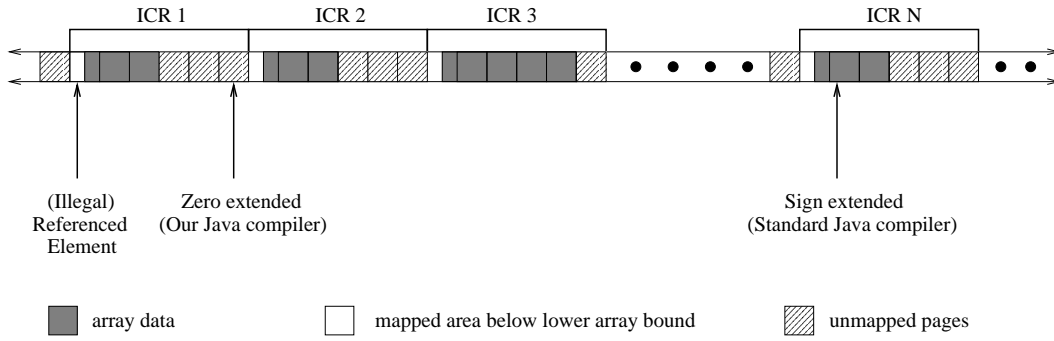 ICR 1
ICR 2
ICR 3
ICR N
(Illegal)
Referenced
Element
Zero extended
(Our Java compiler)
Sign extended
(Standard Java compiler)
array data
mapped area below lower array bound
unmapped pages